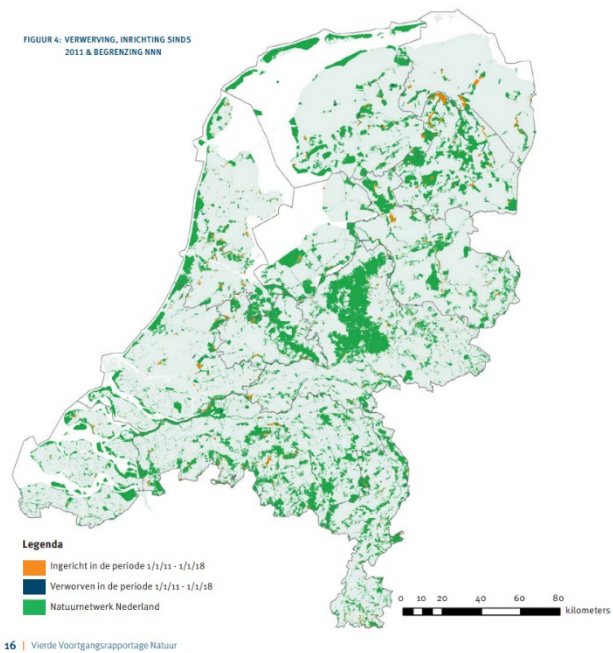 FIGUUR 4: VERWERVING, INRICHTING SINDS
2011 & BEGRENZING NNN
Legenda
Ingericht in de periode 1/1/11 - 1/1/18
Verworven in de periode 1/1/11 - 1/1/18
Natuurnetwerk Nederland
0 10 20 40 60 80
kilometers
16 | Vierde Voortgangsrapportage Natuur